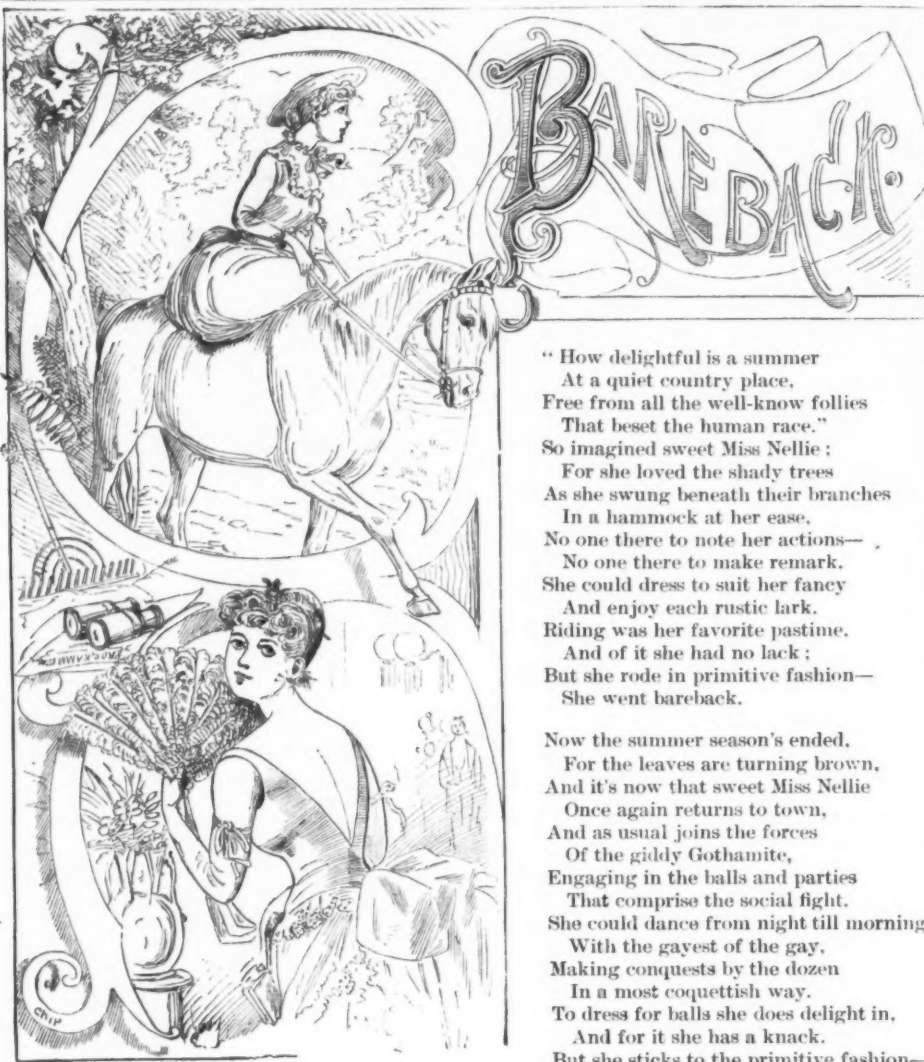 BAREBACK.
" How delightful is a summer
At a quiet country place,
Free from all the well-know follies
That beset the human race."
So imagined sweet Miss Nellie ;
For she loved the shady trees
As she swung beneath their branches
In a hammock at her ease,
No one there to note her actions—
No one there to make remark.
She could dress to suit her fancy
And enjoy each rustic lark.
Riding was her favorite pastime,
And of it she had no lack ;
But she rode in primitive fashion—
She went bareback.
Now the summer season's ended,
For the leaves are turning brown,
And it's now that sweet Miss Nellie
Once again returns to town,
And as usual joins the forces
Of the giddy Gothamite,
Engaging in the balls and parties
That comprise the social fight.
She could dance from night till morning
With the gayest of the gay,
Making conquests by the dozen
In a most coquettish way.
To dress for balls she does delight in,
And for it she has a knack.
But she sticks to the primitive fashion—
PROGRAMME
Chip